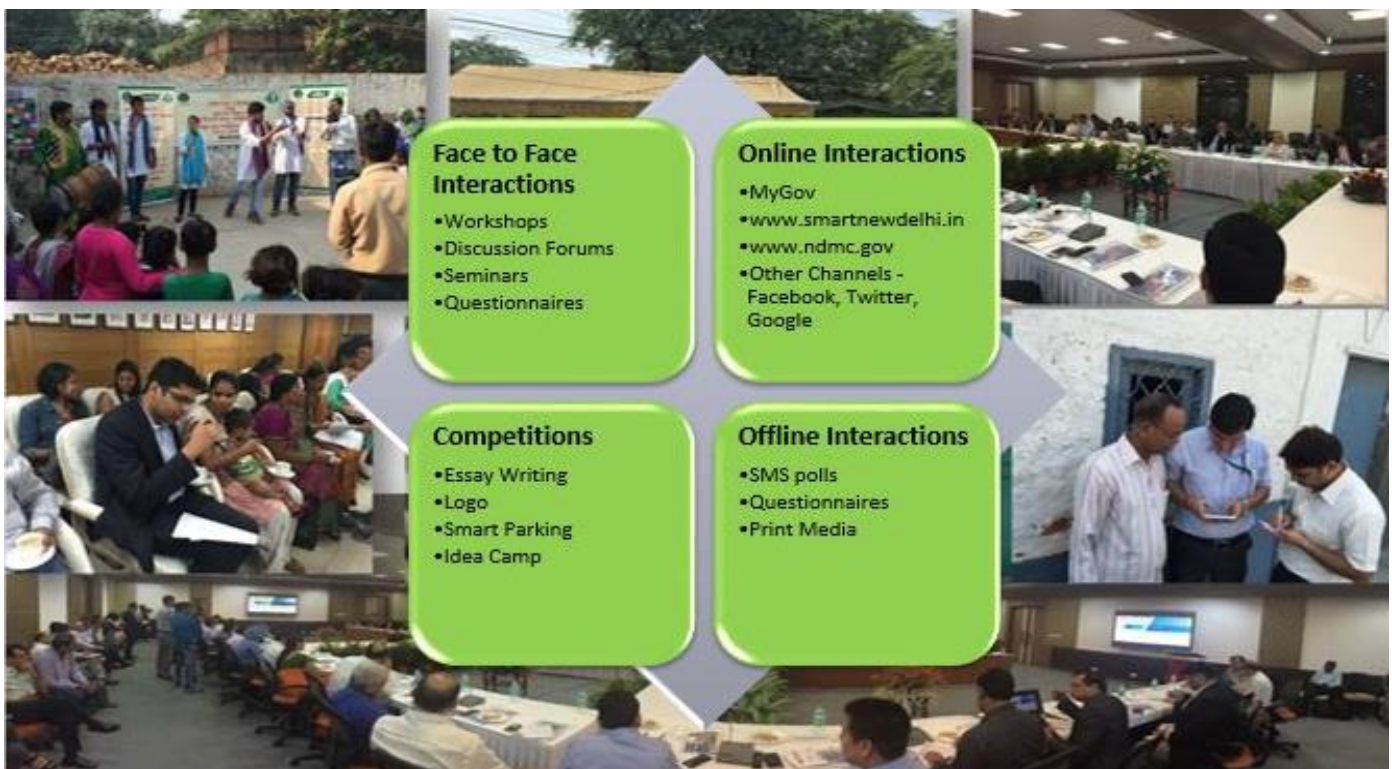 Face to Face
Interactions
•Workshops
•Discussion Forums
•Seminars
•Questionnaires
Online Interactions
•MyGov
•www.smartnewdelhi.in
•www.ndmc.gov
•Other Channels -
Facebook, Twitter,
Google
Competitions
•Essay Writing
•Logo
•Smart Parking
•Idea Camp
Offline Interactions
•SMS polls
•Questionnaires
•Print Media